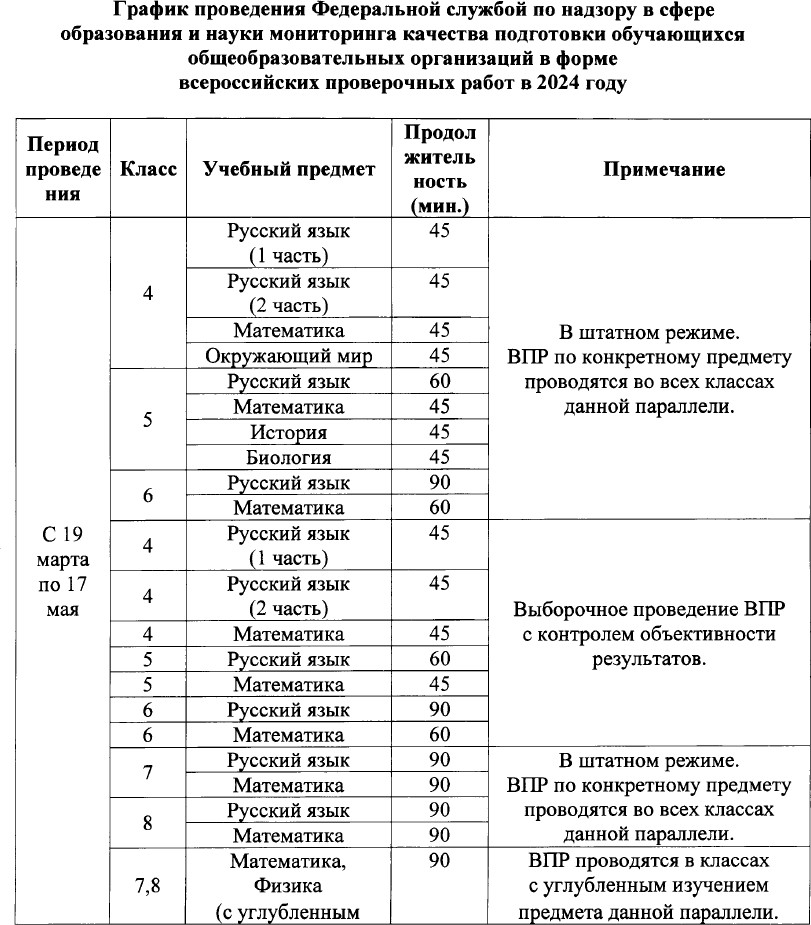 График проведения Федеральной службой по надзору в сфере
образования и науки мониторинга качества подготовки обучающихся
общеобразовательных организаций в форме
всероссийских проверочных работ в 2024 году
Период
проведе
ния
Класс
Учебный предмет
Продол
житель
ность
(мин.)
Примечание
С 19
марта
по 17
мая
4
Русский язык
(1 часть)
45
Русский язык
(2 часть)
45
Математика
45
Окружающий мир
45
5
Русский язык
60
Математика
45
История
45
Биология
45
6
Русский язык
90
Математика
60
В штатном режиме.
ВПР по конкретному предмету
проводятся во всех классах
данной параллели.
4
Русский язык
(1 часть)
45
4
Русский язык
(2 часть)
45
4
Математика
45
5
Русский язык
60
5
Математика
45
6
Русский язык
90
6
Математика
60
Выборочное проведение ВПР
с контролем объективности
результатов.
7
Русский язык
90
Математика
90
8
Русский язык
90
Математика
90
В штатном режиме.
ВПР по конкретному предмету
проводятся во всех классах
данной параллели.
7,8
Математика,
Физика
(с углубленным
90
ВПР проводятся в классах
с углубленным изучением
предмета данной параллели.